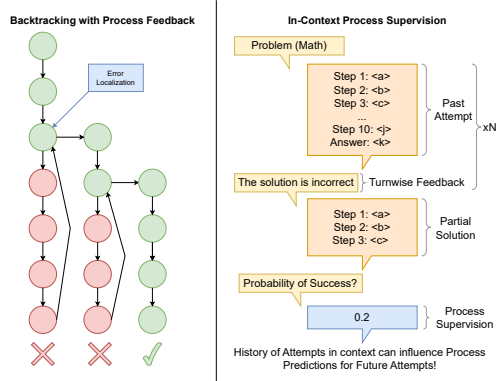 Backtracking with Process Feedback
Error
Localization
In-Context Process Supervision
Problem (Math)
Step 1: <a>
Step 2: <b>
Step 3: <c>
...
Step 10: <j>
Answer: <k>
Past
Attempt
xN
The solution is incorrect
Turnwise Feedback
Step 1: <a>
Step 2: <b>
Step 3: <c>
Partial
Solution
Probability of Success?
0.2
Process
Supervision
History of Attempts in context can influence Process
Predictions for Future Attempts!